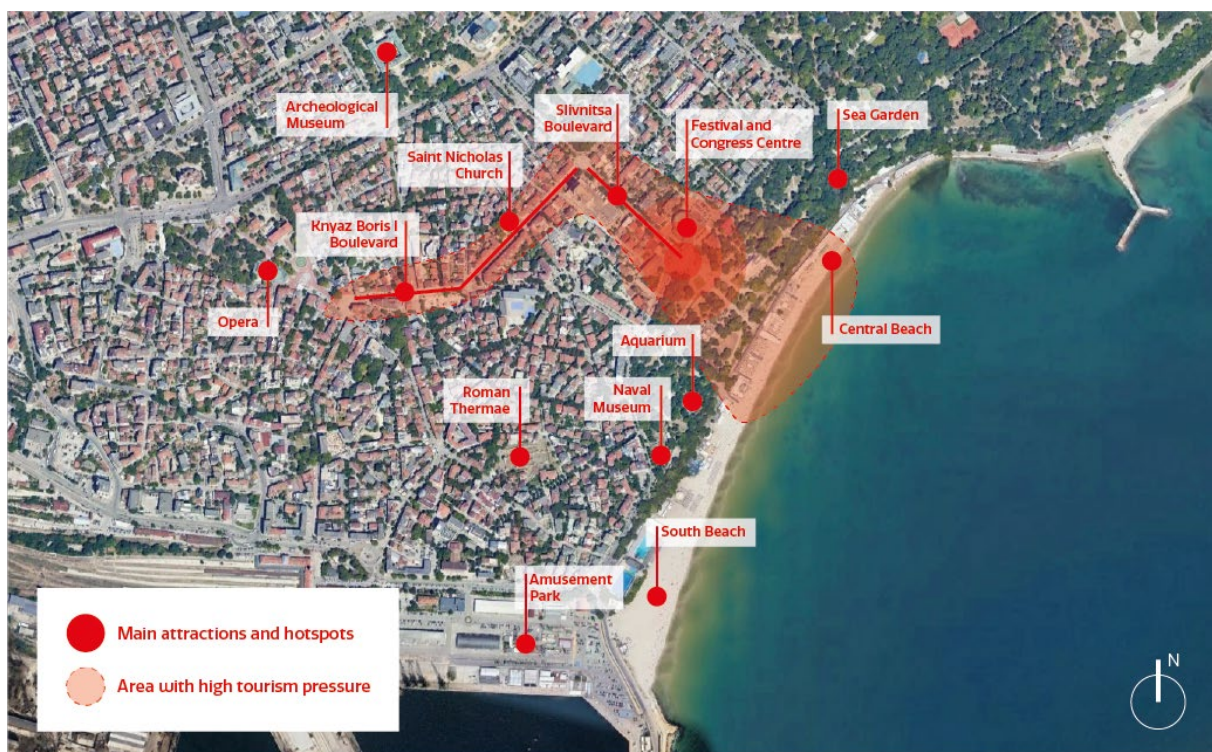 Archeological
Museum
Slivnitsa
Boulevard
Festival and
Congress Centre
Sea Garden
Saint Nicholas
Church
Knyaz Boris I
Boulevard
Opera
Central Beach
Aquarium
Roman
Thermae
Naval
Museum
South Beach
Amusement
Park
Main attractions and hotspots
Area with high tourism pressure
N